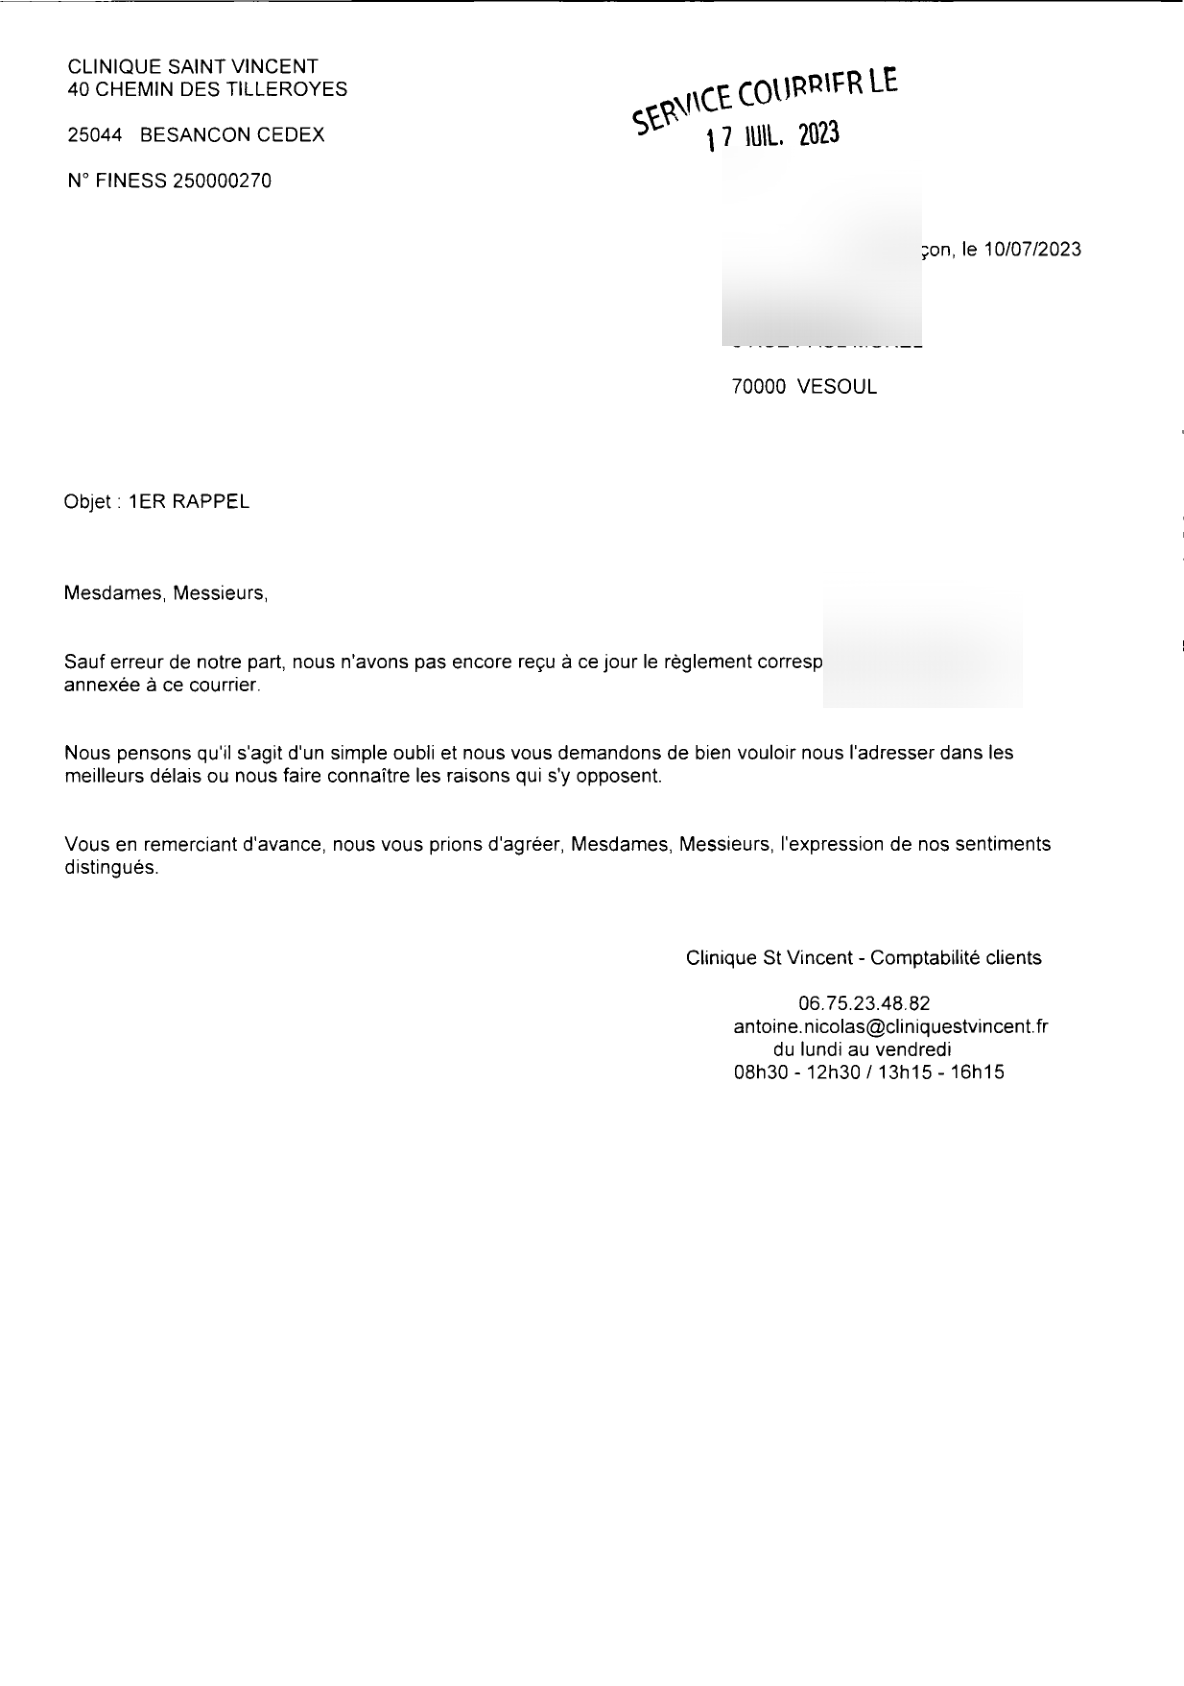 CLINIQUE SAINT VINCENT
40 CHEMIN DES TILLEROYES
25044 BESANCON CEDEX
N° FINESS 250000270
SERVICE COURRIER LE
17 JUIL. 2023
çon, le 10/07/2023
70000 VESOUL
Objet : 1ER RAPPEL
Mesdames, Messieurs,
Sauf erreur de notre part, nous n'avons pas encore reçu à ce jour le règlement corresp
annexée à ce courrier.
Nous pensons qu'il s'agit d'un simple oubli et nous vous demandons de bien vouloir nous l'adresser dans les
meilleurs délais ou nous faire connaître les raisons qui s'y opposent.
Vous en remerciant d'avance, nous vous prions d'agréer, Mesdames, Messieurs, l'expression de nos sentiments
distingués.
Clinique St Vincent - Comptabilité clients
06.75.23.48.82
antoine.nicolas@cliniquestvincent.fr
du lundi au vendredi
08h30 - 12h30 / 13h15 - 16h15